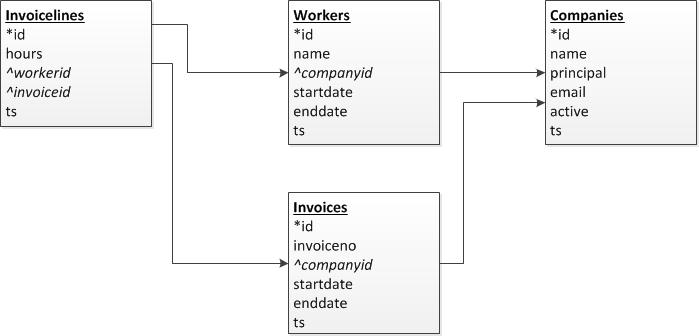 Invoicelines
*id
hours
^workerid
^invoiceid
ts
Workers
*id
name
^companyid
startdate
enddate
ts
Companies
*id
name
principal
email
active
ts
Invoices
*id
invoiceno
^companyid
startdate
enddate
ts